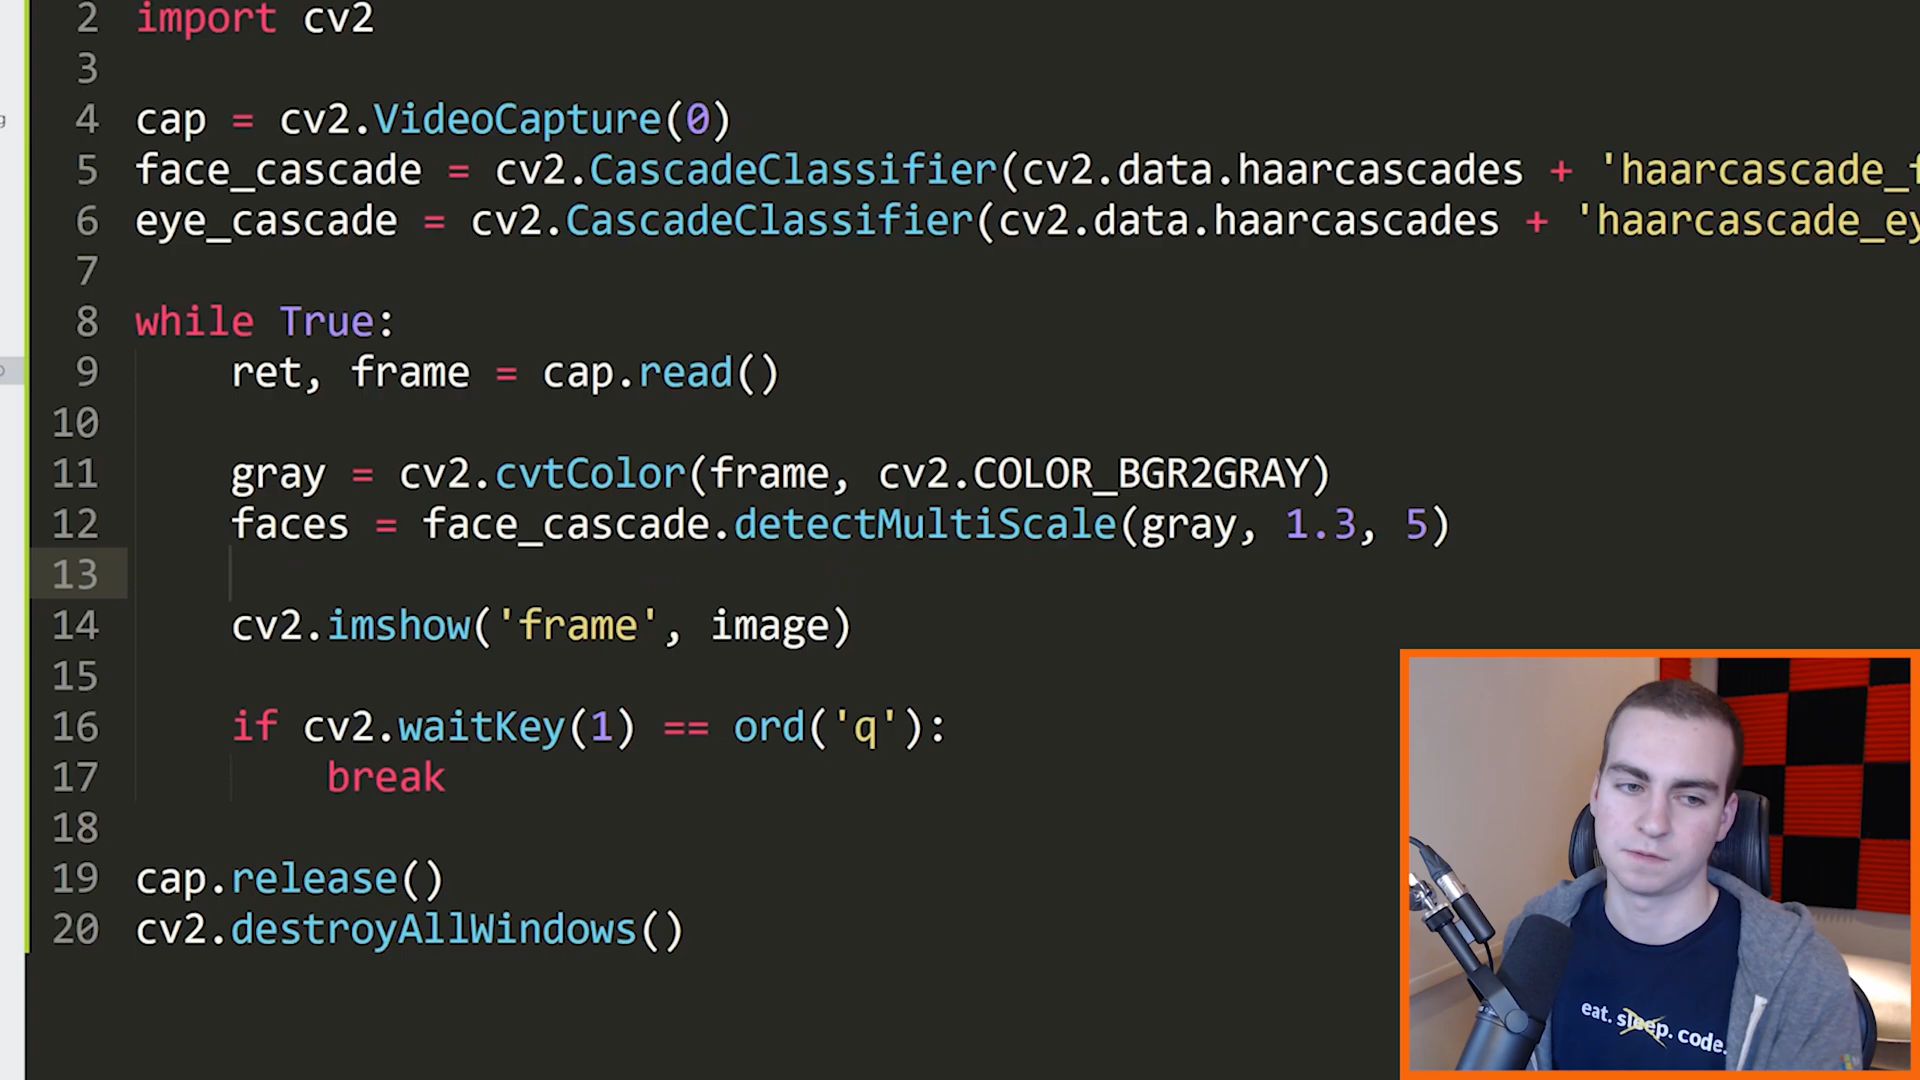 2 import cv2
3
4 cap = cv2.VideoCapture(0)
5 face_cascade = cv2.CascadeClassifier(cv2.data.haarcascades + 'haarcascade_f
6 eye_cascade = cv2.CascadeClassifier(cv2.data.haarcascades + 'haarcascade_ey
7
8 while True:
9 ret, frame = cap.read()
10
11 gray = cv2.cvtColor(frame, cv2.COLOR_BGR2GRAY)
12 faces = face_cascade.detectMultiScale(gray, 1.3, 5)
13
14 cv2.imshow('frame', image)
15
16 if cv2.waitKey(1) == ord('q'):
17 break
18
19 cap.release()
20 cv2.destroyAllWindows()
eat. sleep. code.